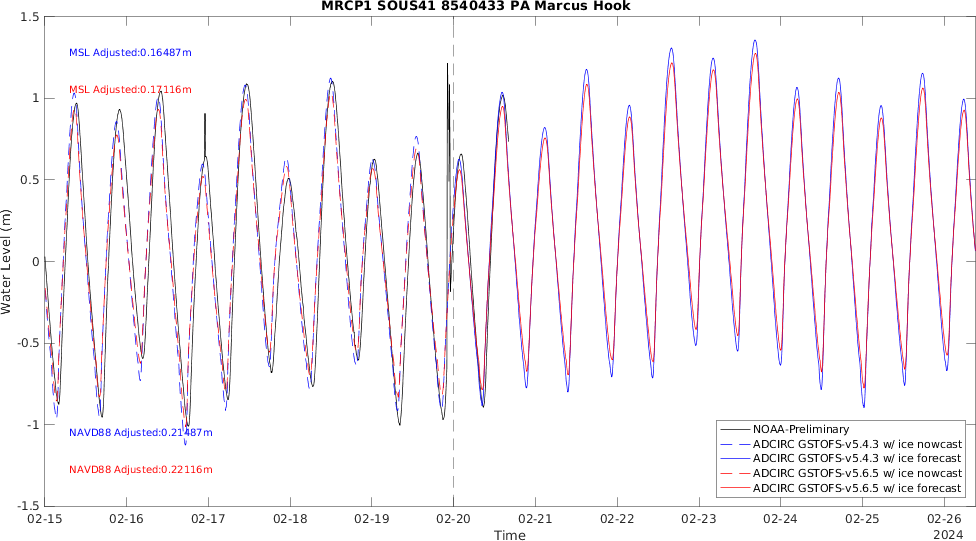 MRCP1 SOUS41 8540433 PA Marcus Hook
Water Level (m)
1.5
1
0.5
0
-0.5
-1
-1.5
MSL Adjusted:0.16487m
MSL Adjusted:0.17116m
NAVD88 Adjusted:0.21487m
NAVD88 Adjusted:0.22116m
NOAA-Preliminary
ADCIRC GSTOFS-v5.4.3 w/ ice nowcast
ADCIRC GSTOFS-v5.4.3 w/ ice forecast
ADCIRC GSTOFS-v5.6.5 w/ ice nowcast
ADCIRC GSTOFS-v5.6.5 w/ ice forecast
02-15 02-16 02-17 02-18 02-19 02-20 02-21 02-22 02-23 02-24 02-25 02-26
Time
2024